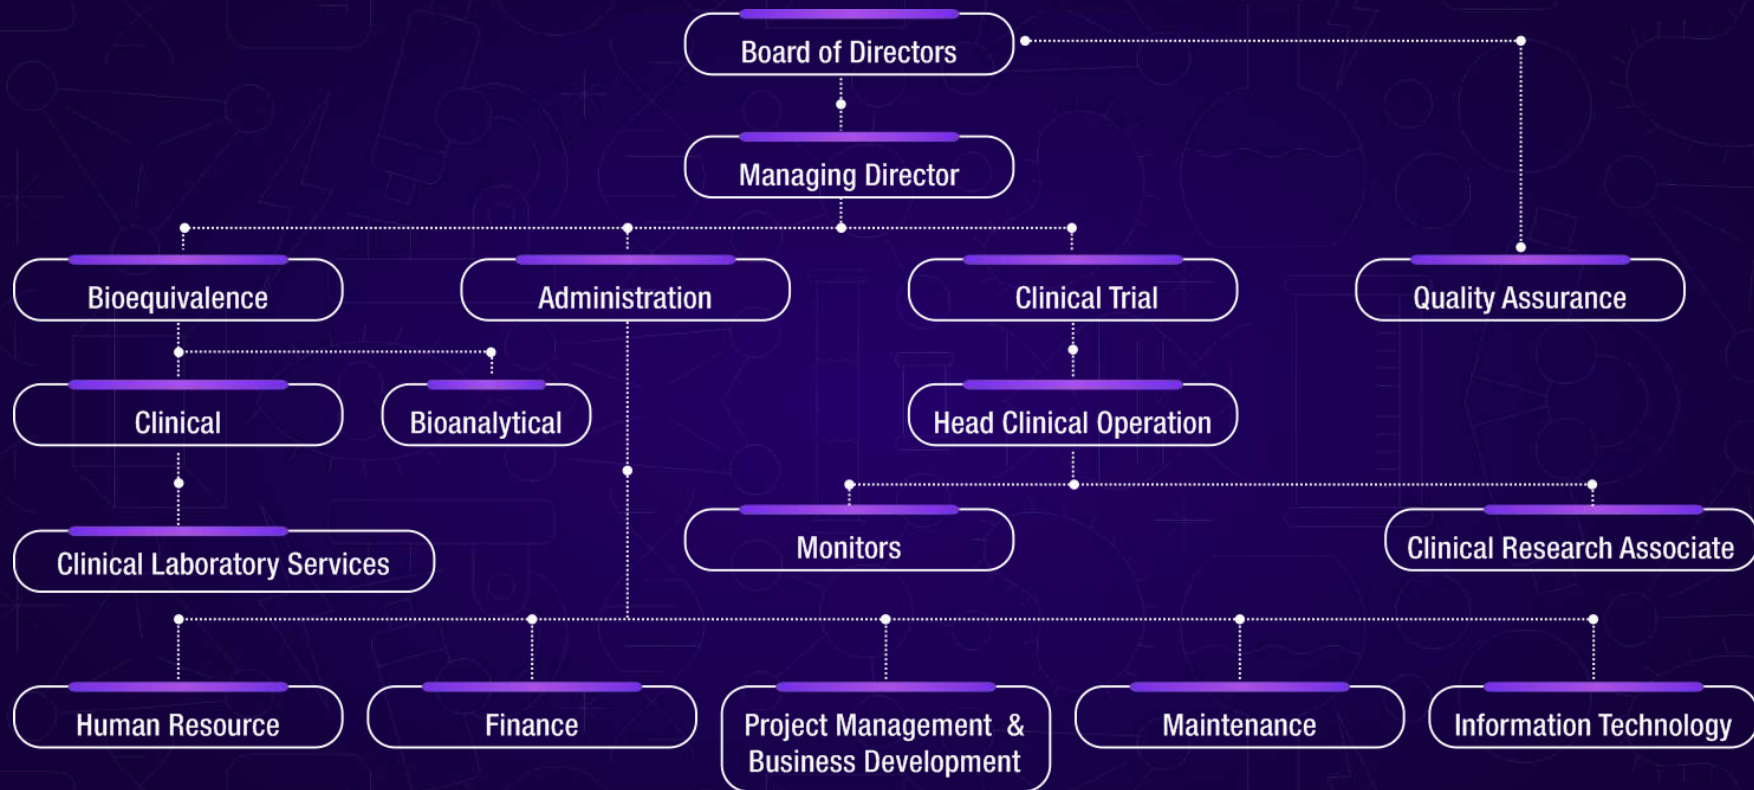 Board of Directors
Managing Director
Bioequivalence
Administration
Clinical Trial
Quality Assurance
Clinical
Bioanalytical
Head Clinical Operation
Monitors
Clinical Research Associate
Clinical Laboratory Services
Human Resource
Finance
Project Management &
Business Development
Maintenance
Information Technology